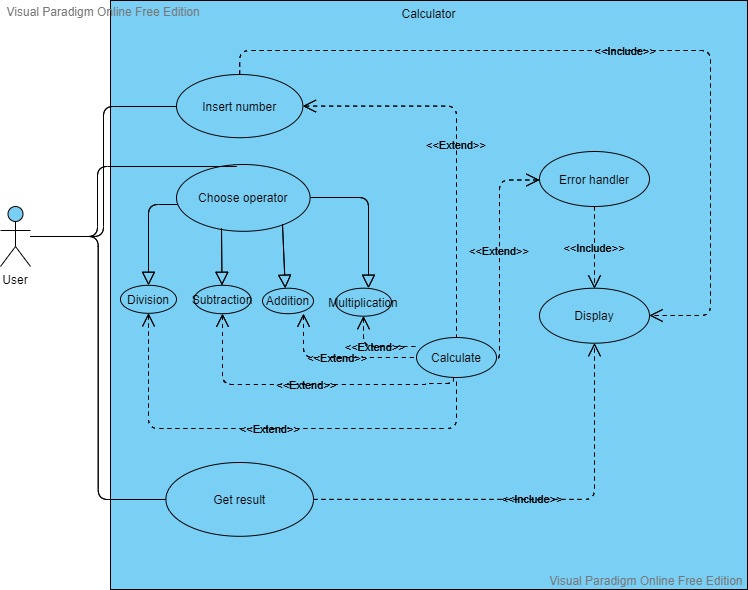 Visual Paradigm Online Free Edition
Calculator
<<Include>>
Insert number
<<Extend>>
Choose operator
Error handler
User
<<Extend>>
<<Include>>
Division
Subtraction
Addition
Multiplication
Display
<<Extend>>
<<Extend>>
Calculate
<<Extend>>
<<Extend>>
Get result
<<Include>>
Visual Paradigm Online Free Edition